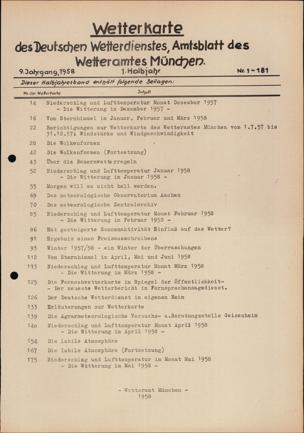 Wetterkarte
des Deutschen Wetterdienstes, Amtsblatt des
Wetteramtes München.
9. Jahrgang, 1958 1. Halbjahr Nr. 1-181
Dieser Halbjahresband enthält folgende Beilagen:
Nr. der Wetterkarte Inhalt
14 Niederschlag und Lufttemperatur Monat Dezember 1957
- Die Witterung im Dezember 1957 -
16 Vom Sternhimmel im Januar, Februar und März 1958
22 Berichtigungen zur Wetterkarte des Wetteramtes München von 1.7.57 bis
31.12.57; Windstärke und Windgeschwindigkeit
28 Die Wolkenformen
40 Die Wolkenformen (Fortsetzung)
43 Über die Bauernwetterregeln
50 Niederschlag und Lufttemperatur Januar 1958
- Die Witterung im Januar 1958 -
55 Morgen will es nicht hell werden.
69 Das meteorologische Observatorium Aachen
70 Das meteorologische Zentralarchiv
85 Niederschlag und Lufttemperatur Monat Februar 1958
- Die Witterung im Februar 1958 -
86 Hat gesteigerte Sonnenaktivität Einfluß auf das Wetter?
91 Ergebnis eines Preisausschreibens
93 Winter 1957/58 - ein Winter der Überraschungen
110 Vom Sternhimmel im April, Mai und Juni 1958
113 Niederschlag und Lufttemperatur Monat März 1958
- Die Witterung im März 1958 -
125 Die Fernsehwetterkarte im Spiegel der Öffentlichkeit-
- Der neueste Wetterbericht im Fernsprechansagedienst.
126 Der Deutsche Wetterdienst in eigenem Heim
133 Erläuterungen zur Wetterkarte
139 Die Agrarmeteorologische Versuchs- u.Beratungsstelle Geisenheim
140 Niederschlag und Lufttemperatur Monat April 1958
- Die Witterung im April 1958 -
154 Die labile Atmosphäre
167 Die labile Atmosphäre (Fortsetzung)
175 Niederschlag und Lufttemperatur im Monat Mai 1958
- Die Witterung im Mai 1958 -
- Wetteramt München -
1958